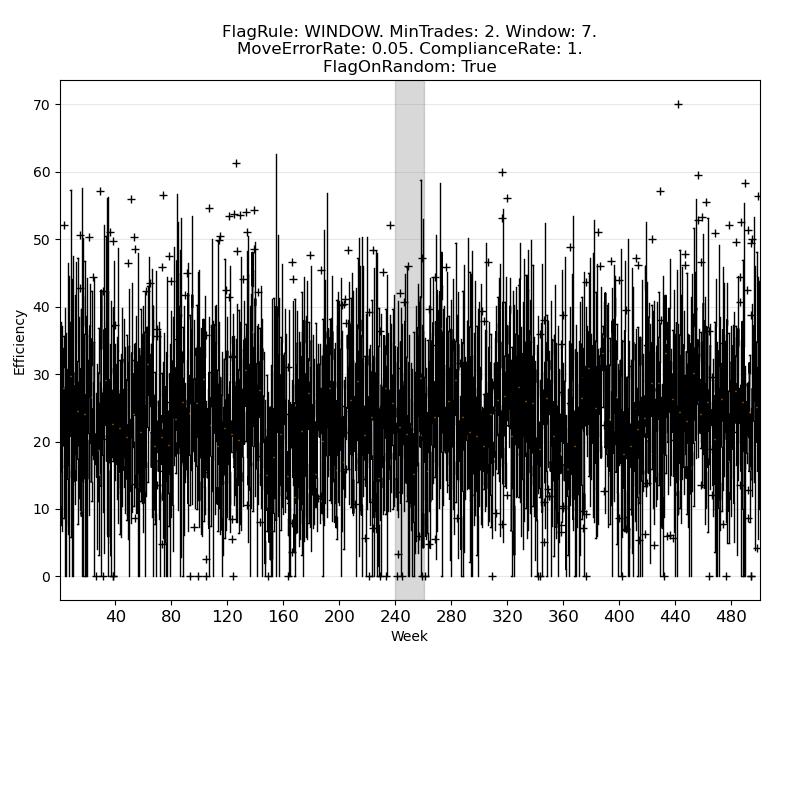 FlagRule: WINDOW. MinTrades: 2. Window: 7.
MoveErrorRate: 0.05. ComplianceRate: 1.
FlagOnRandom: True
70
60
50
40
30
20
10
0
Efficiency
40 80 120 160 200 240 280 320 360 400 440 480
Week